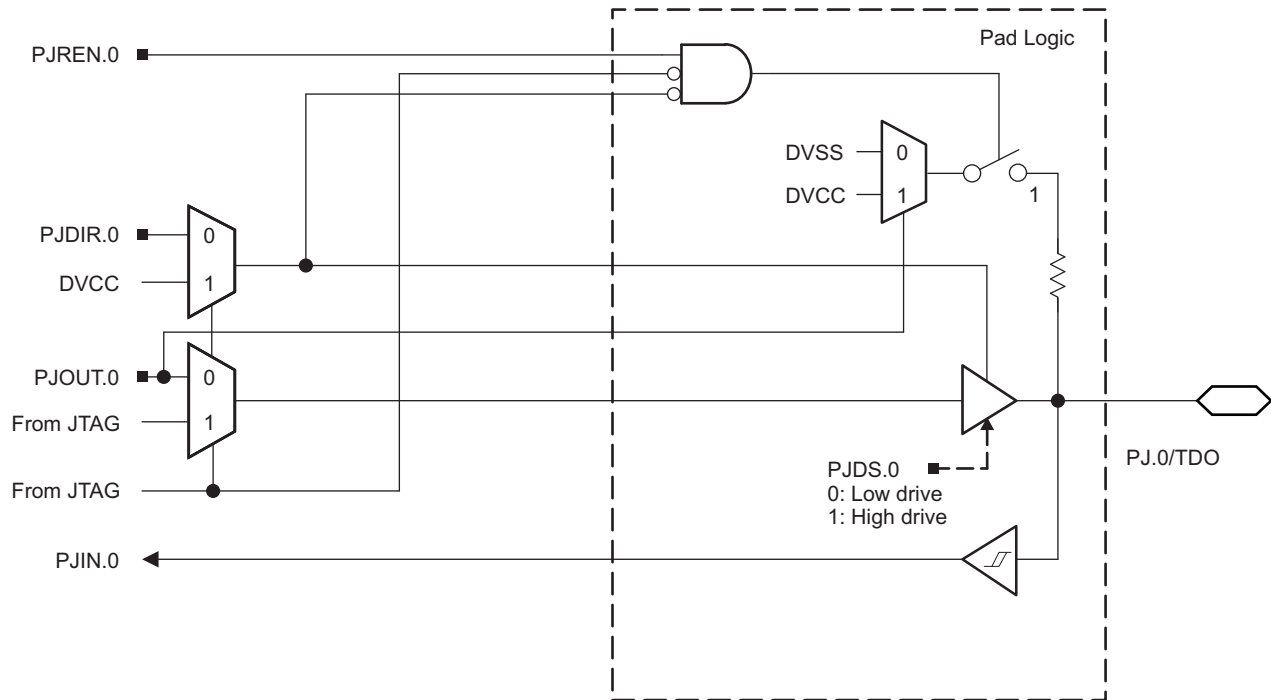 Pad Logic
PJREN.0
DVSS
0
DVCC
1
1
PJDIR.0
0
DVCC
1
PJOUT.0
0
From JTAG
1
From JTAG
PJDS.0
0: Low drive
1: High drive
PJ.0/TDO
PJIN.0